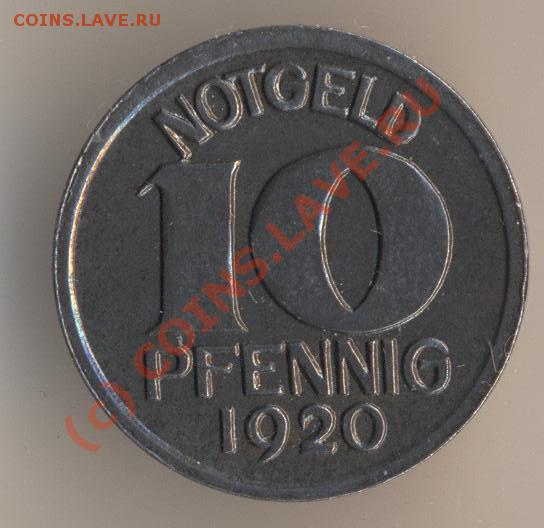 COINS.LAVE.RU
NOTGELD
10
PFENNIG
1920
(c) COINS.LAVE.RU